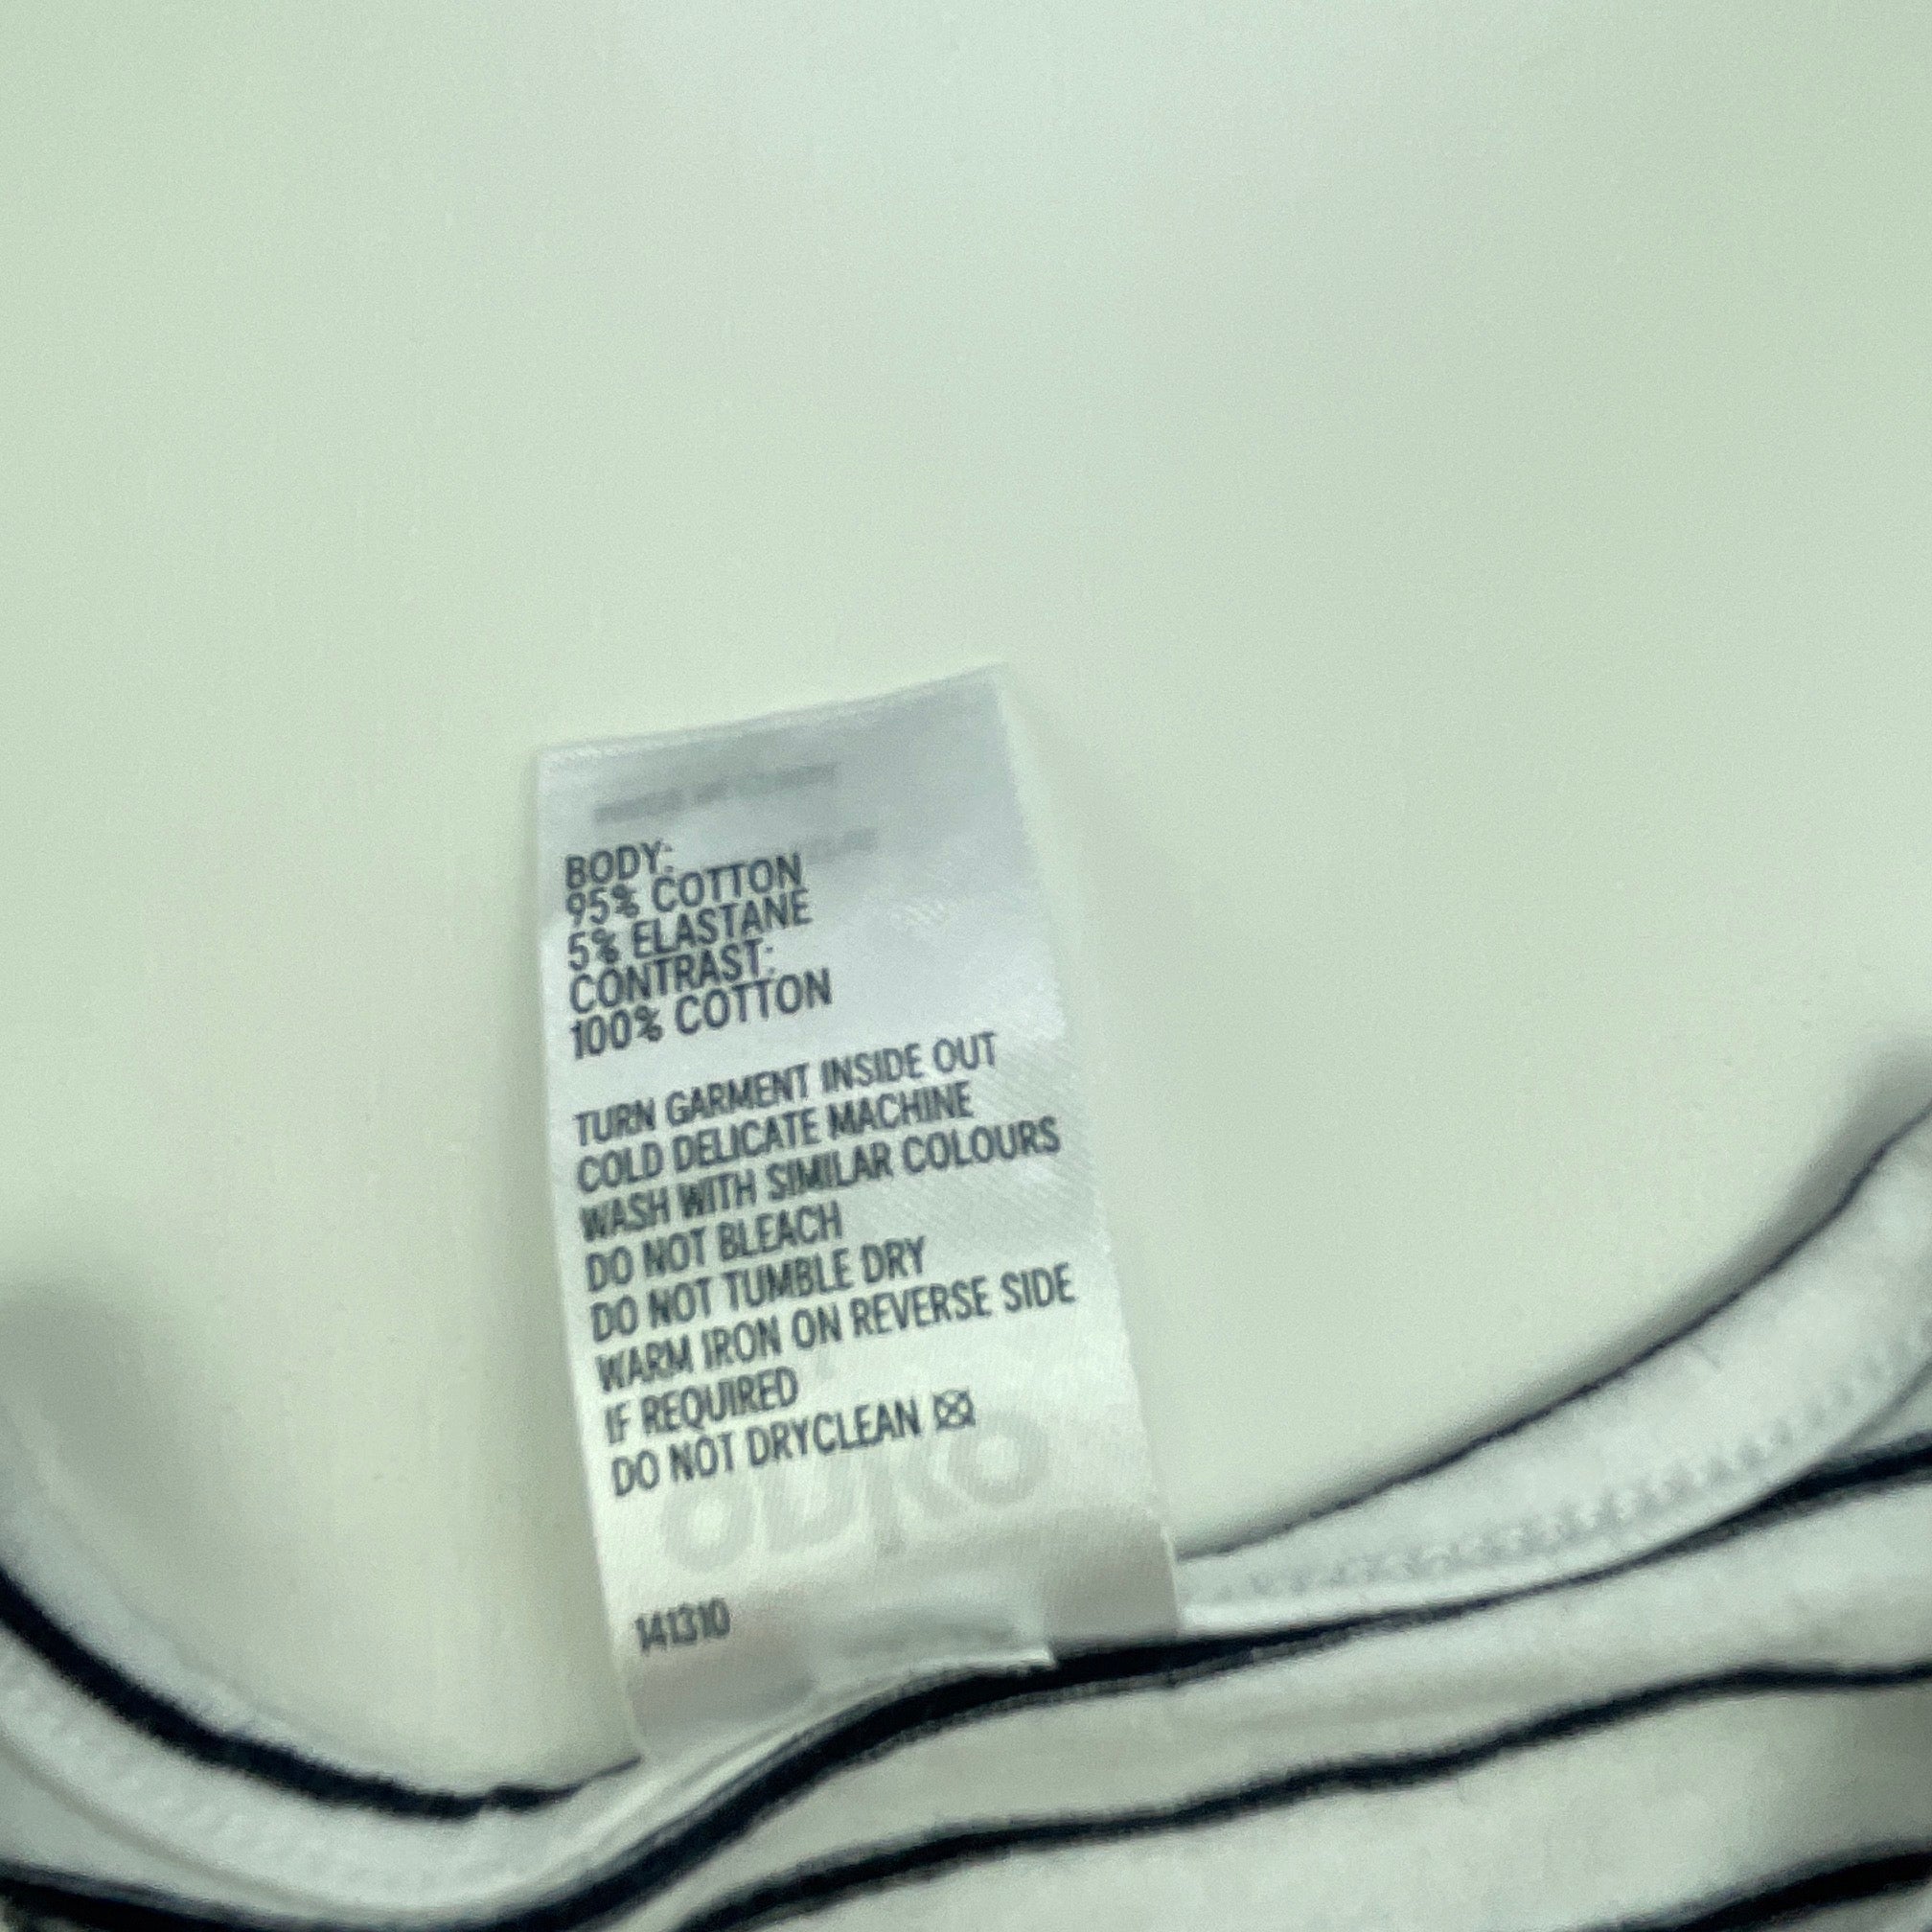 BODY:
95% COTTON
5% ELASTANE
CONTRAST:
100% COTTON
TURN GARMENT INSIDE OUT
COLD DELICATE MACHINE
WASH WITH SIMILAR COLOURS
DO NOT BLEACH
DO NOT TUMBLE DRY
WARM IRON ON REVERSE SIDE
IF REQUIRED
DO NOT DRYCLEAN
141310